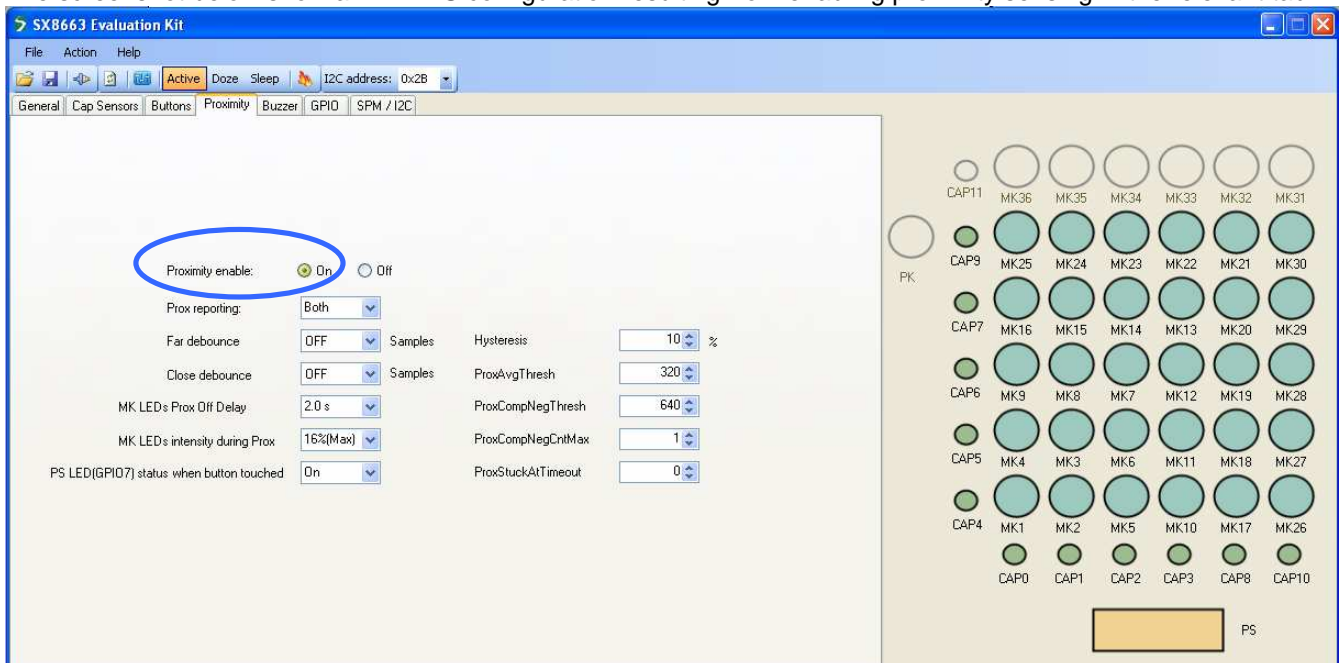 SX8663 Evaluation Kit
File Action Help
Active Doze Sleep I2C address: 0x2B
General Cap Sensors Buttons Proximity Buzzer GPIO SPM / I2C
Proximity enable: On Off
Prox reporting: Both
Far debounce OFF Samples Hysteresis 10 %
Close debounce OFF Samples ProxAvgThresh 320
MK LEDs Prox Off Delay 2.0 s ProxCompNegThresh 640
MK LEDs intensity during Prox 16%(Max) ProxCompNegCntMax 1
PS LED(GPIO7) status when button touched On ProxStuckAtTimeout 0
CAP11 MK36 MK35 MK34 MK33 MK32 MK31
PK
CAP9 MK25 MK24 MK23 MK22 MK21 MK30
CAP7 MK16 MK15 MK14 MK13 MK20 MK29
CAP6 MK9 MK8 MK7 MK12 MK19 MK28
CAP5 MK4 MK3 MK6 MK11 MK18 MK27
CAP4 MK1 MK2 MK5 MK10 MK17 MK26
CAP0 CAP1 CAP2 CAP3 CAP8 CAP10
PS